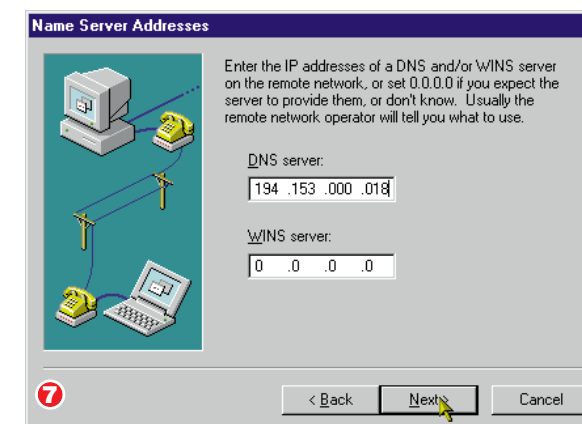 Name Server Addresses
Enter the IP addresses of a DNS and/or WINS server
on the remote network, or set 0.0.0.0 if you expect the
server to provide them, or don't know. Usually the
remote network operator will tell you what to use.
DNS server:
194 .153 .000 .018
WINS server:
0 .0 .0 .0
7
< Back Next > Cancel